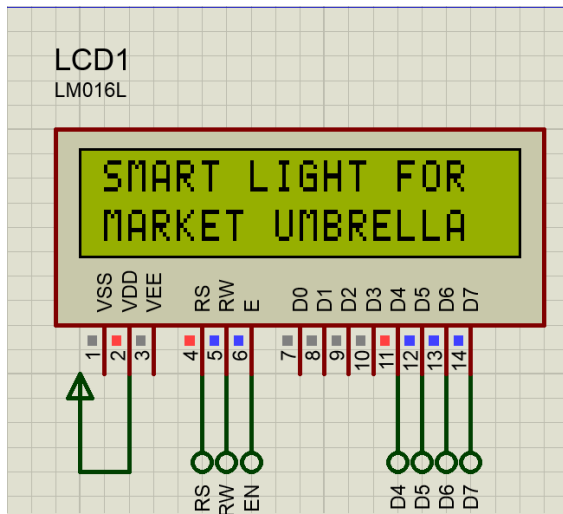 LCD1
LM016L
SMART LIGHT FOR
MARKET UMBRELLA
VSS VDD VEE RS RW E D0 D1 D2 D3 D4 D5 D6 D7
1 2 3 4 5 6 7 8 9 10 11 12 13 14
RS RW EN D4 D5 D6 D7